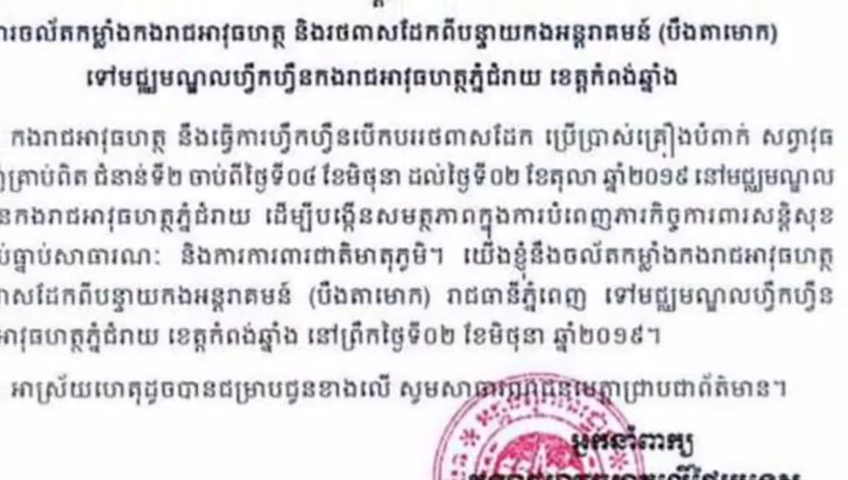 ារចល័តកម្លាំងកងរាជអាវុធហត្ថ និងរថពាសដែកពីបន្ទាយកងអន្តរាគមន៍ (បឹងតាមោក)
ទៅមជ្ឈមណ្ឌលហ្វឹកហ្វឺនកងរាជអាវុធហត្ថភ្នំជំរាយ ខេត្តកំពង់ឆ្នាំង
កងរាជអាវុធហត្ថ នឹងធ្វើការហ្វឹកហ្វឺនបើកបររថពាសដែក ប្រើប្រាស់គ្រឿងបំពាក់ សព្វាវុធ
គ្រាប់ពិត ជំនាន់ទី២ ចាប់ពីថ្ងៃទី០៤ ខែមិថុនា ដល់ថ្ងៃទី០២ ខែតុលា ឆ្នាំ២០១៩ នៅមជ្ឈមណ្ឌល
នកងរាជអាវុធហត្ថភ្នំជំរាយ ដើម្បីបង្កើនសមត្ថភាពក្នុងការបំពេញភារកិច្ចការពារសន្តិសុខ
ប់ធ្នាប់សាធារណៈ និងការការពារជាតិមាតុភូមិ។ យើងខ្ញុំនឹងចល័តកម្លាំងកងរាជអាវុធហត្ថ
ាសដែកពីបន្ទាយកងអន្តរាគមន៍ (បឹងតាមោក) រាជធានីភ្នំពេញ ទៅមជ្ឈមណ្ឌលហ្វឹកហ្វឺន
អាវុធហត្ថភ្នំជំរាយ ខេត្តកំពង់ឆ្នាំង នៅព្រឹកថ្ងៃទី០២ ខែមិថុនា ឆ្នាំ២០១៩។
អាស្រ័យហេតុដូចបានជម្រាបជូនខាងលើ សូមសាធារណជនមេត្តាជ្រាបជាព័ត៌មាន។
អ្នកនាំពាក្យ